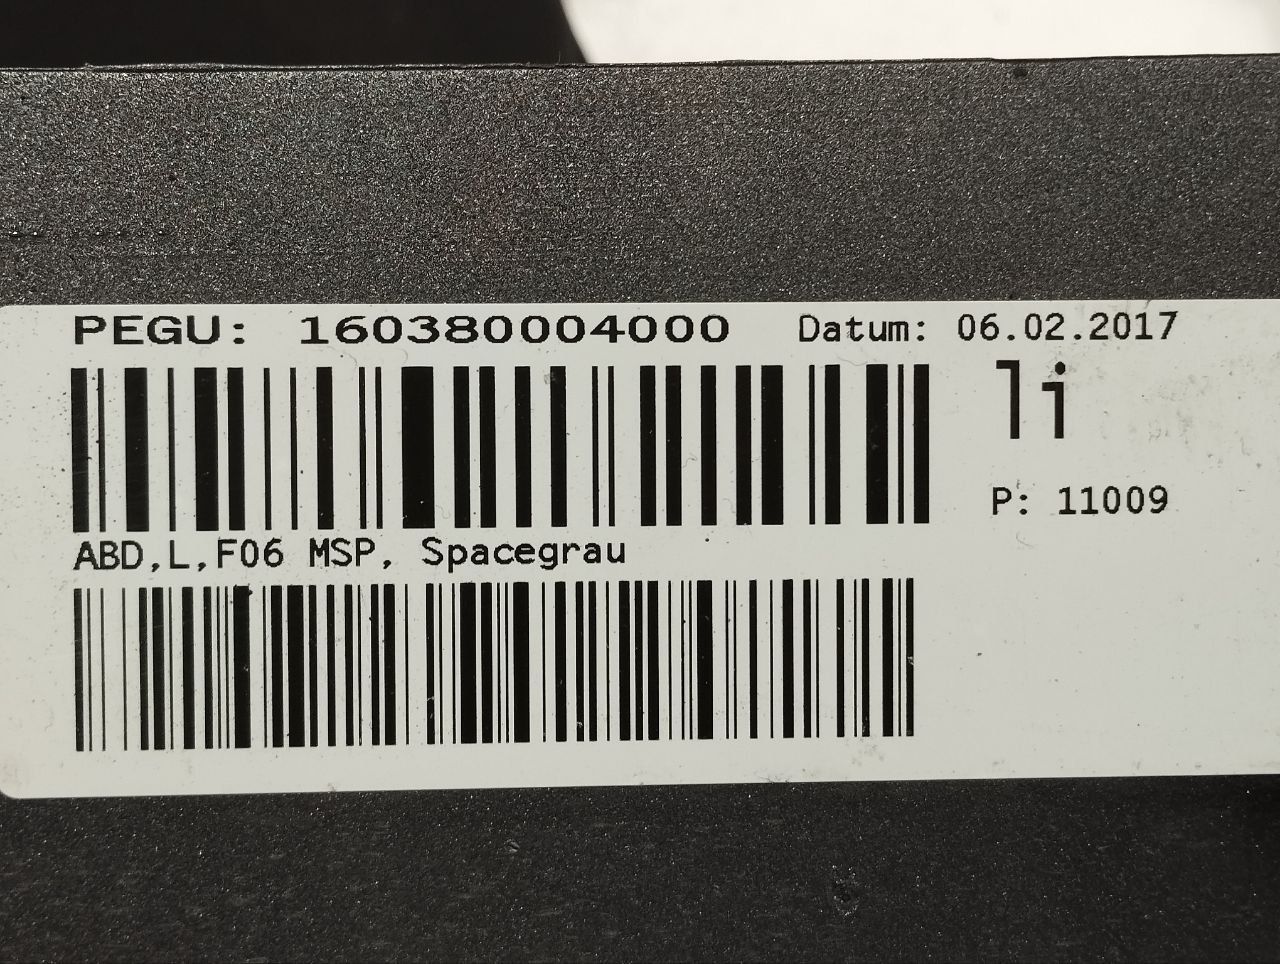 PEGU: 160380004000 Datum: 06.02.2017
li
P: 11009
ABD,L,F06 MSP, Spacegrau